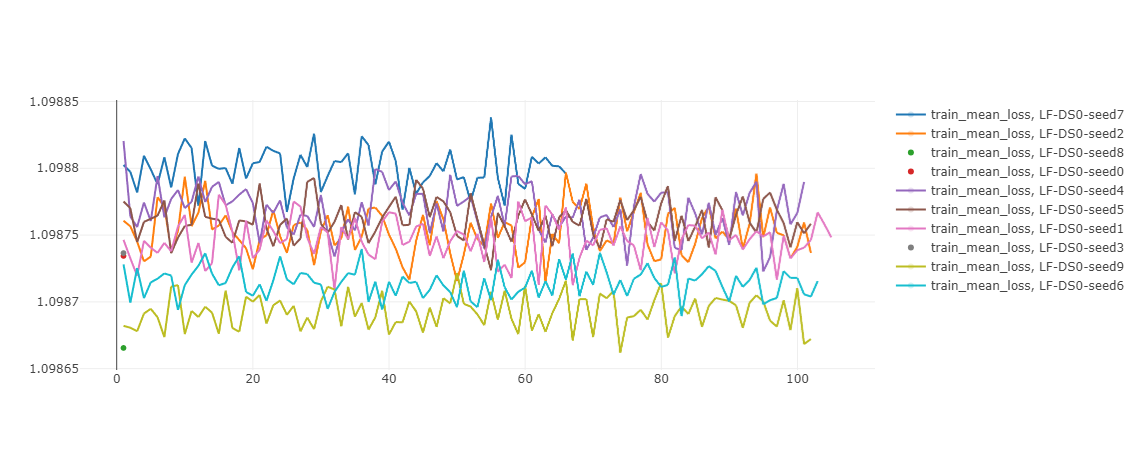 1.09885
1.0988
1.09875
1.0987
1.09865
0
20
40
60
80
100
train_mean_loss, LF-DS0-seed7
train_mean_loss, LF-DS0-seed2
train_mean_loss, LF-DS0-seed8
train_mean_loss, LF-DS0-seed0
train_mean_loss, LF-DS0-seed4
train_mean_loss, LF-DS0-seed5
train_mean_loss, LF-DS0-seed1
train_mean_loss, LF-DS0-seed3
train_mean_loss, LF-DS0-seed9
train_mean_loss, LF-DS0-seed6